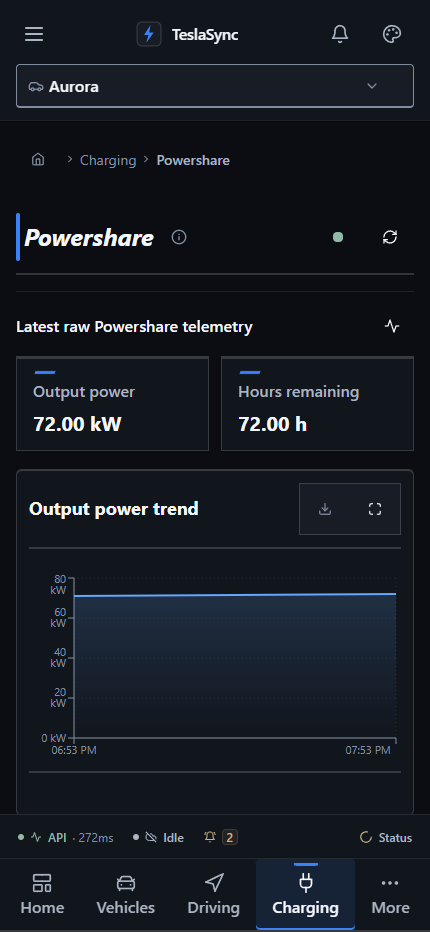 TeslaSync
Aurora
Charging
Powershare
Powershare
Latest raw Powershare telemetry
Output power
72.00 kW
Hours remaining
72.00 h
Output power trend
80
kW
60
kW
40
kW
20
kW
0 kW
06:53 PM
07:53 PM
API · 272ms
Idle
2
Status
Home
Vehicles
Driving
Charging
More